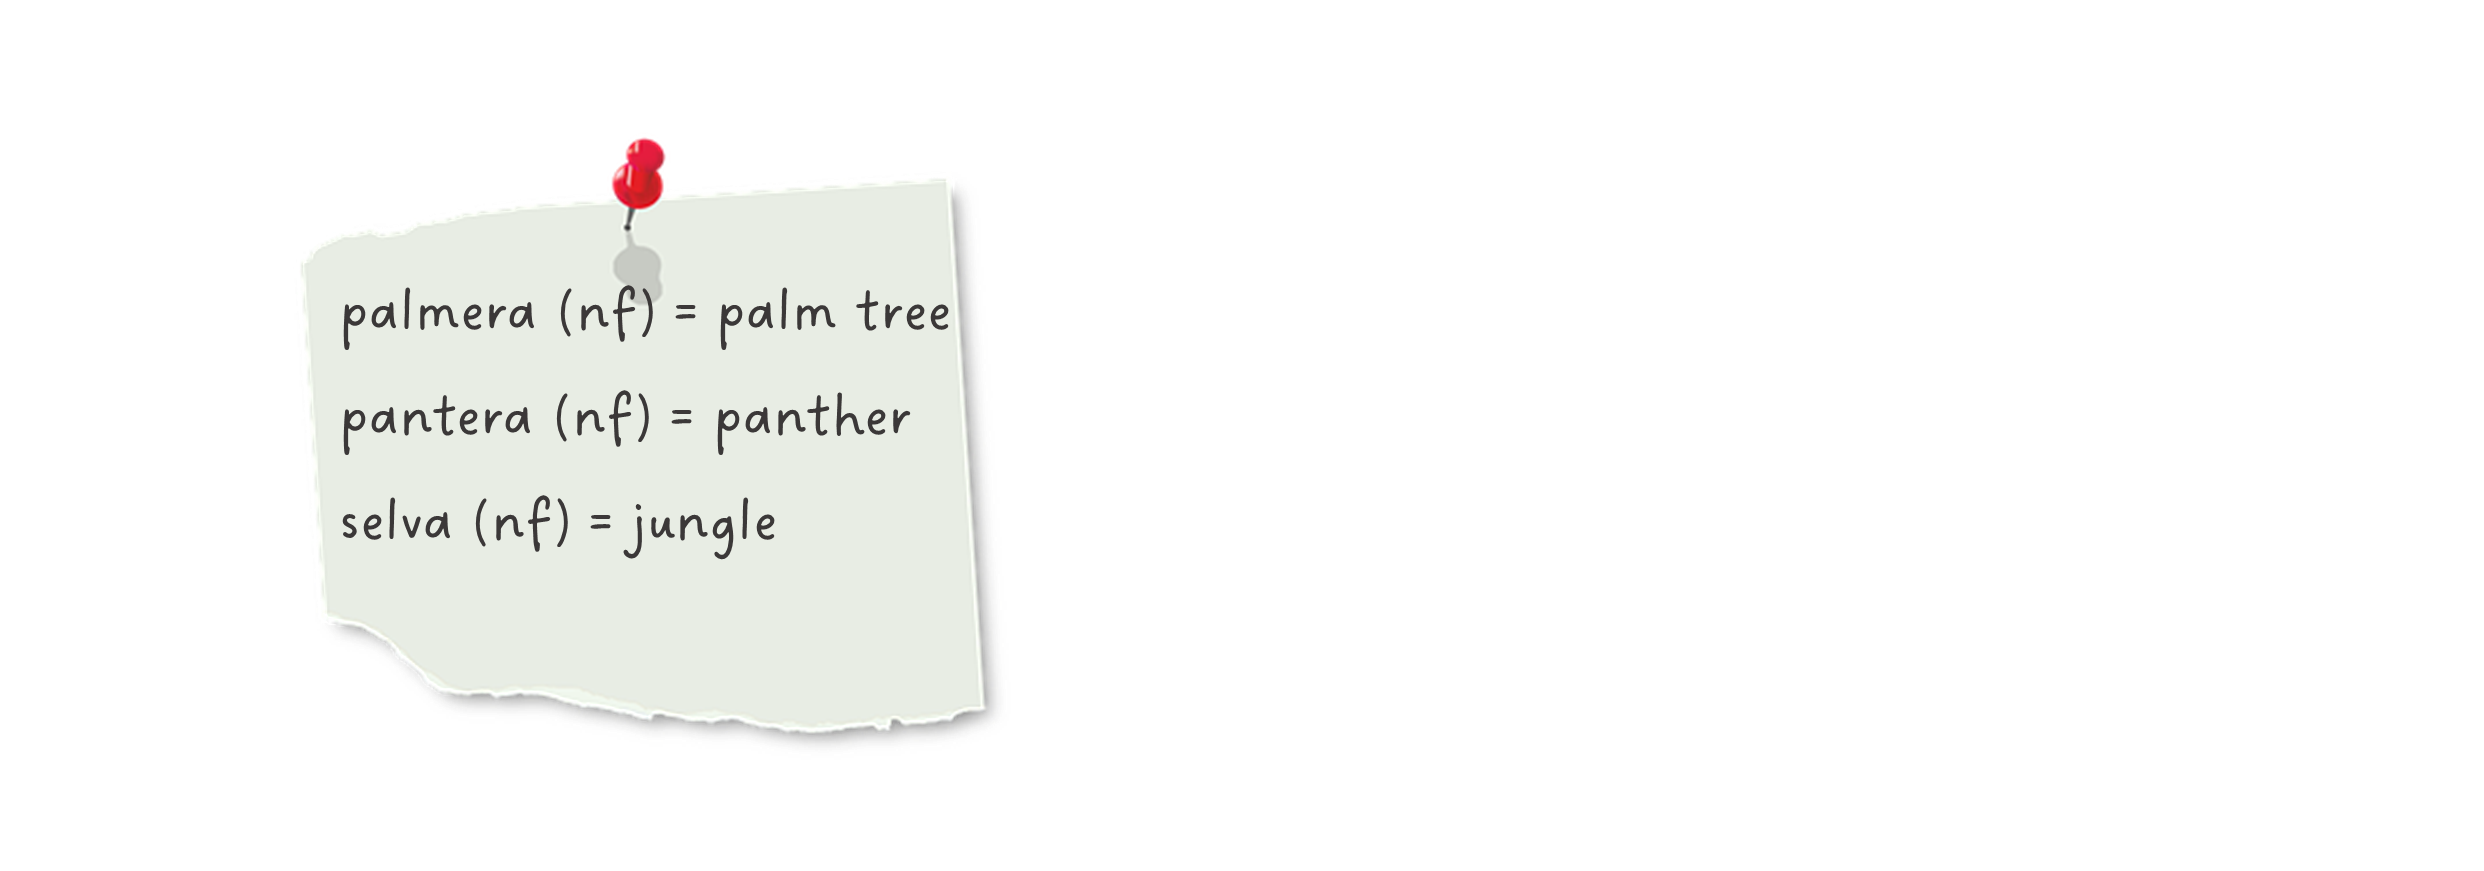 palmera (nf) = palm tree
pantera (nf) = panther
selva (nf) = jungle